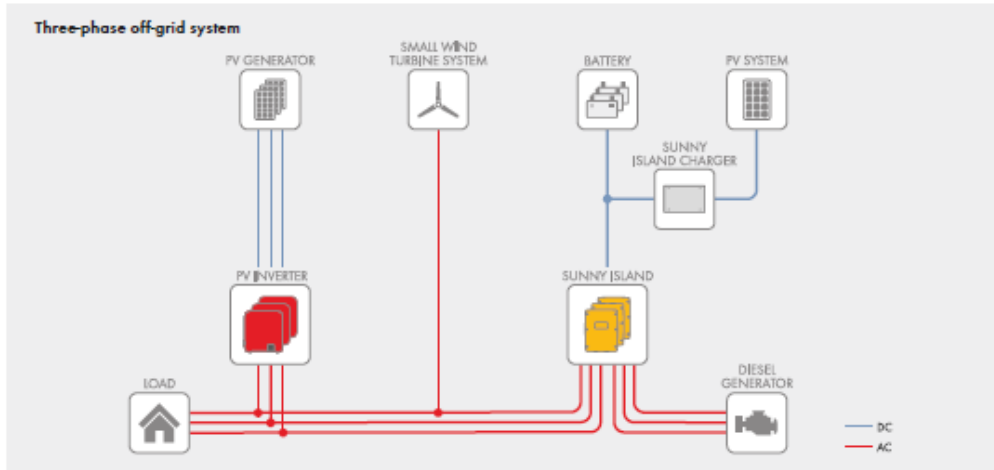 Three-phase off-grid system
SMALL WIND
TURBINE SYSTEM
PV GENERATOR
BATTERY
PV SYSTEM
SUNNY
ISLAND CHARGER
PV INVERTER
SUNNY ISLAND
LOAD
DIESEL
GENERATOR
DC
AC